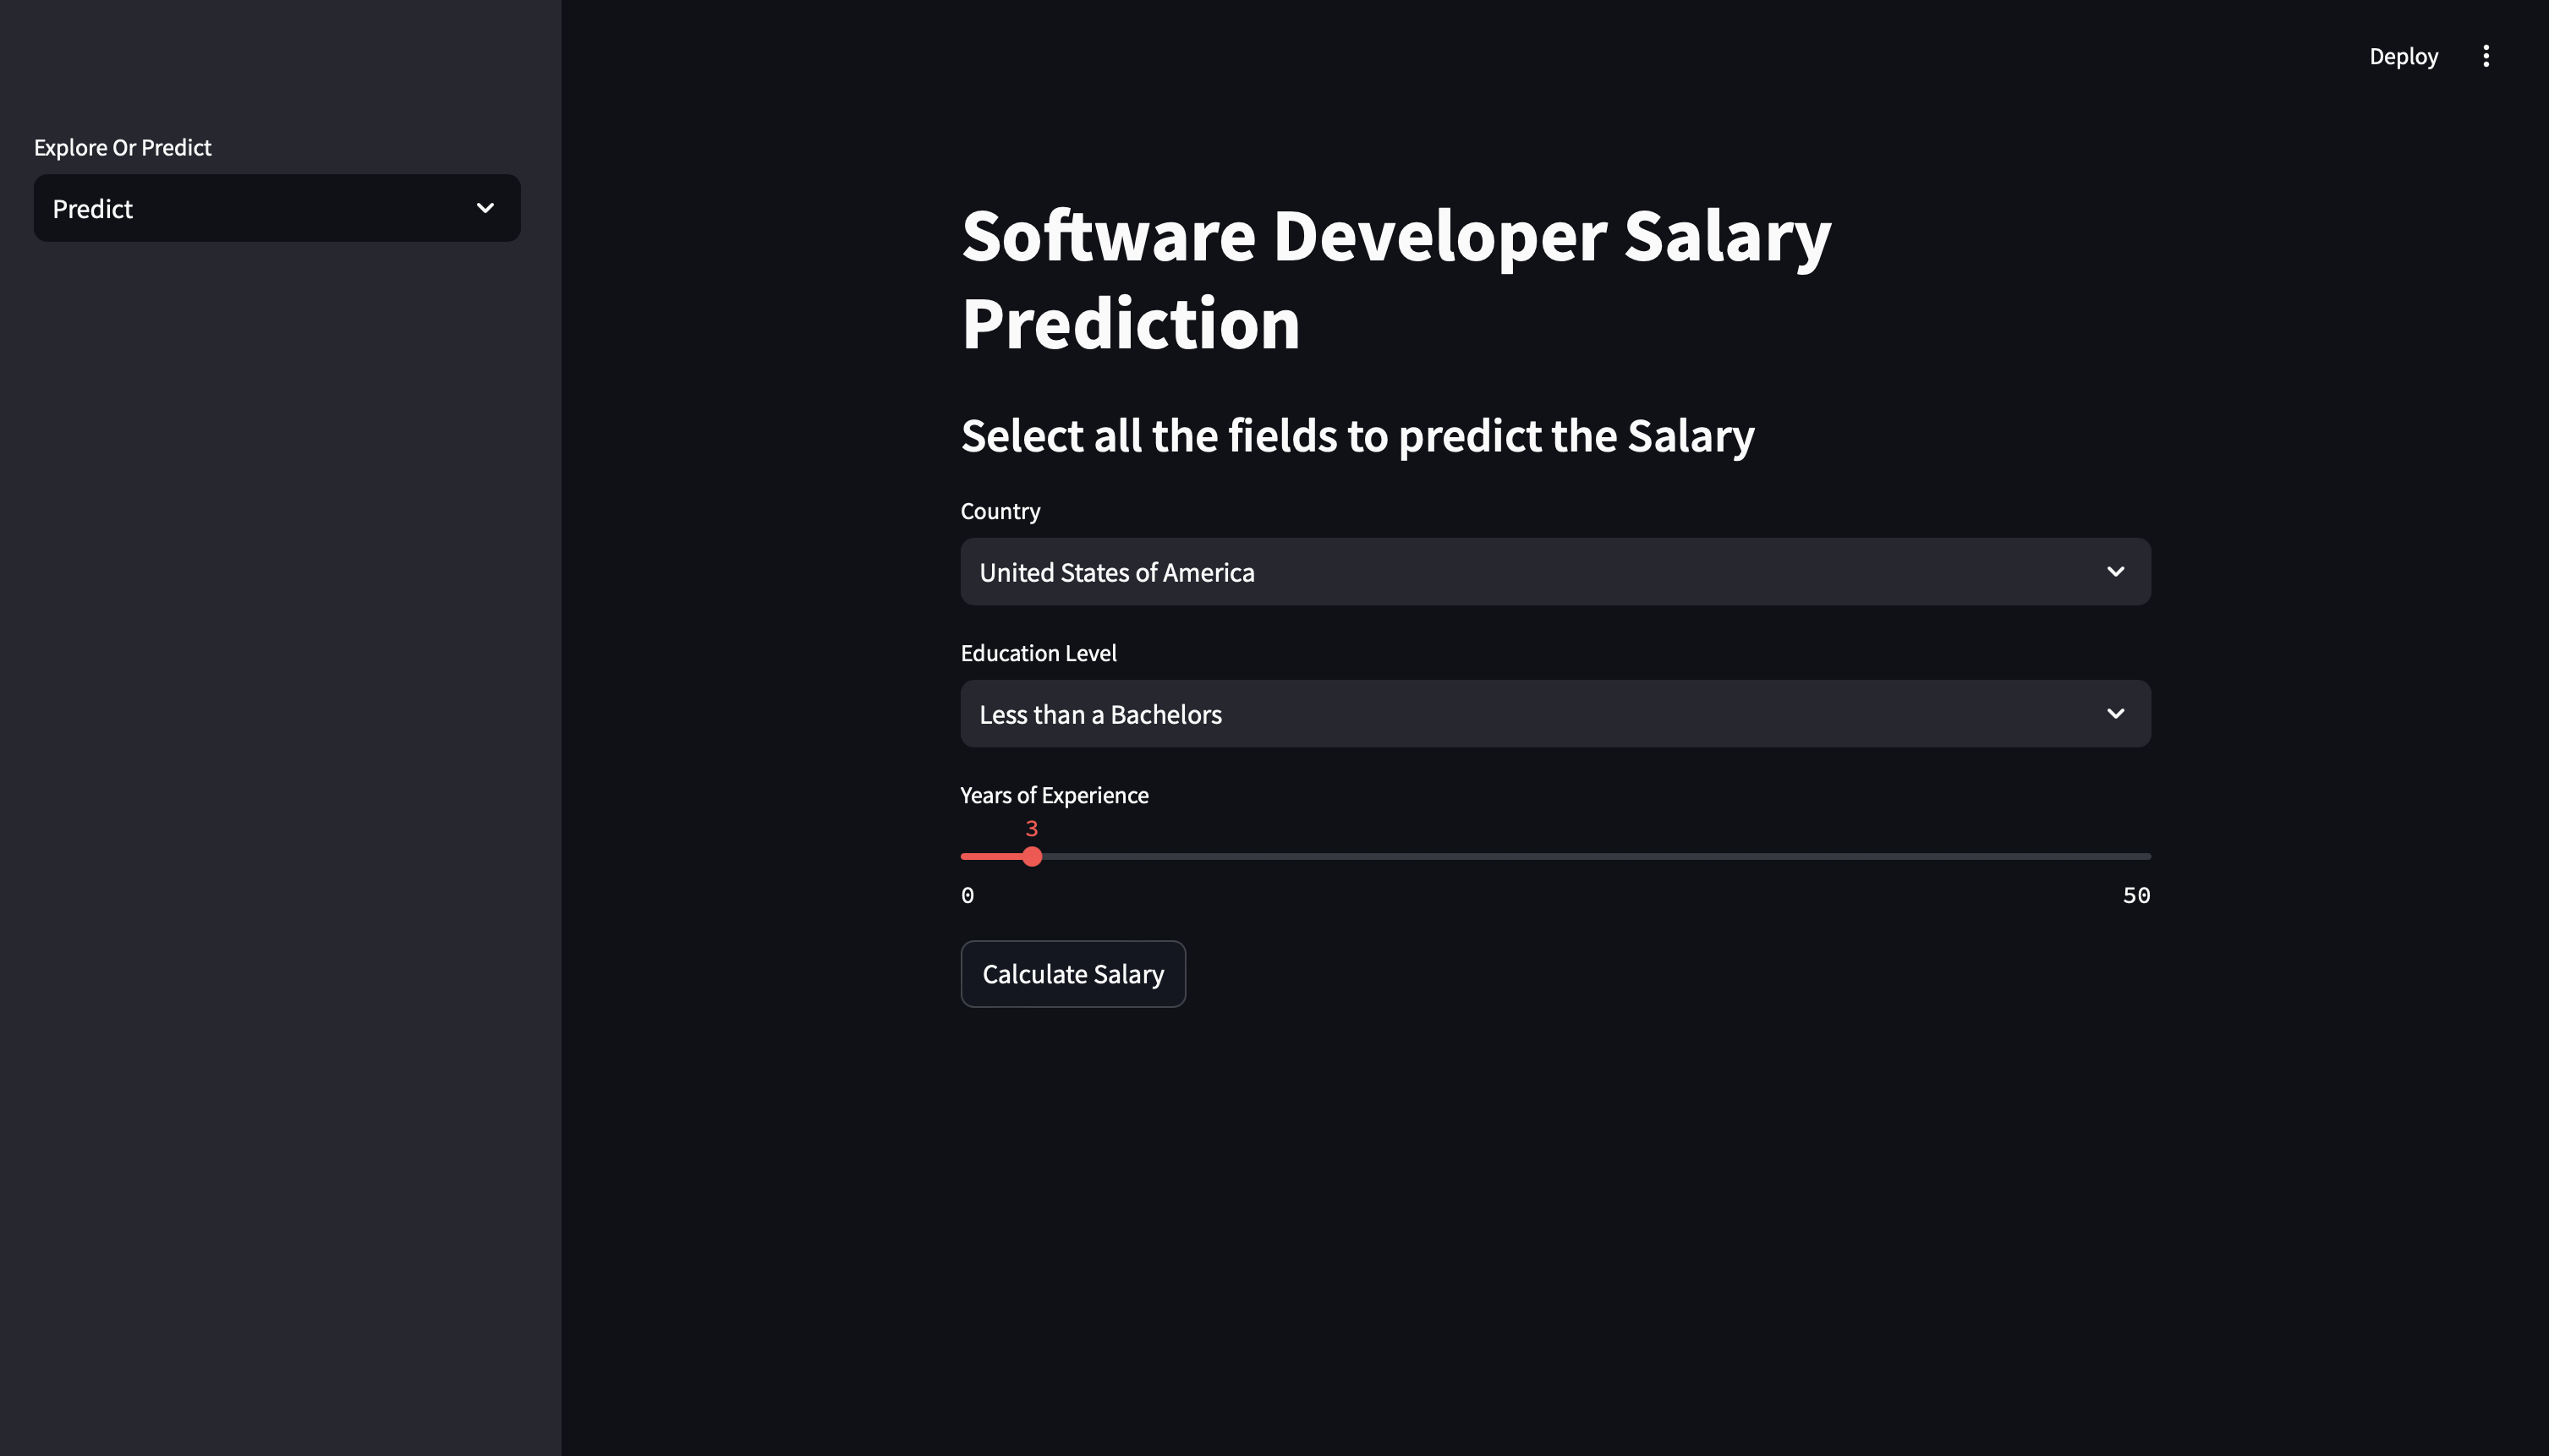 Deploy
Explore Or Predict
Predict
Software Developer Salary
Prediction
Select all the fields to predict the Salary
Country
United States of America
Education Level
Less than a Bachelors
Years of Experience
3
0 50
Calculate Salary